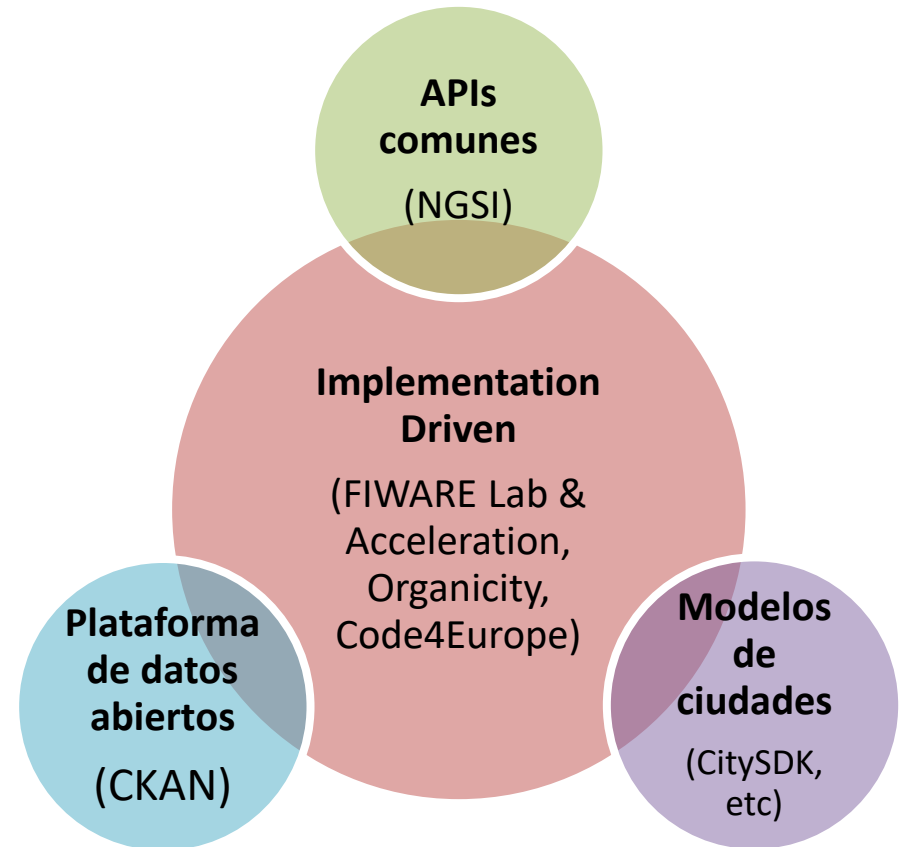 APIs
comunes
(NGSI)
Implementation
Driven
(FIWARE Lab &
Acceleration,
Organicity,
Code4Europe)
Plataforma
de datos
abiertos
(CKAN)
Modelos
de
ciudades
(CitySDK,
etc)